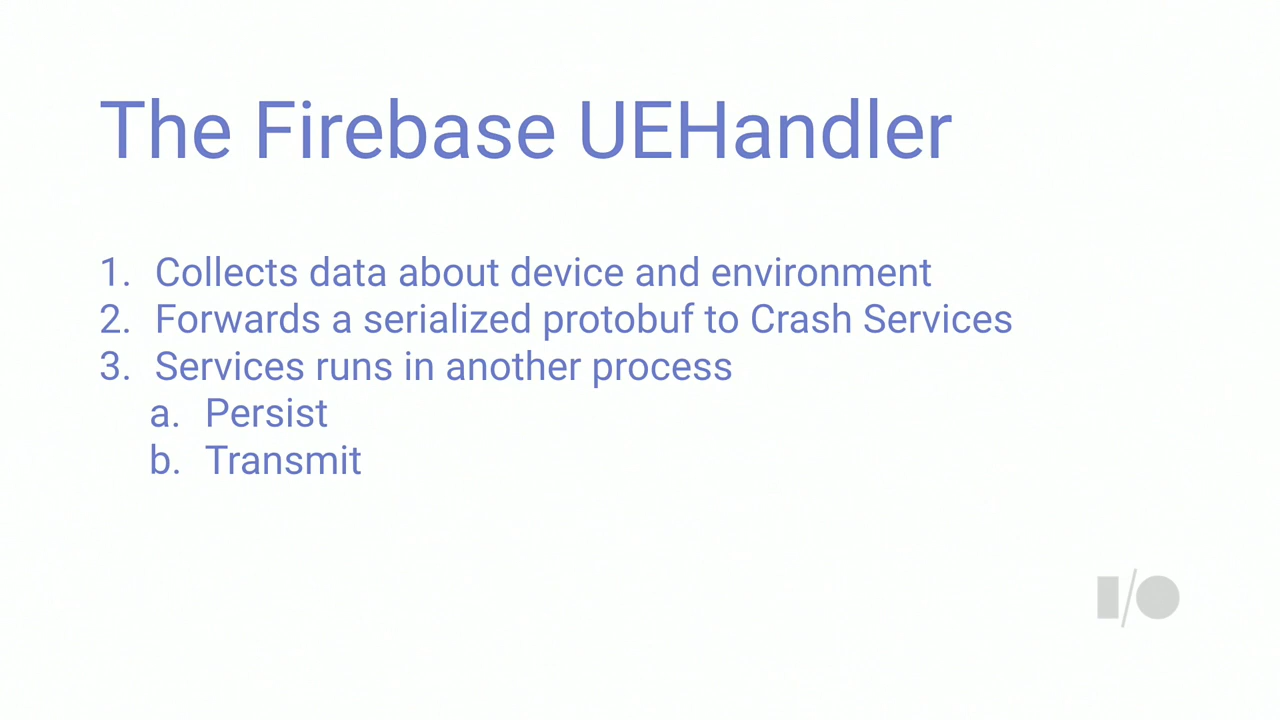 The Firebase UEHandler
1. Collects data about device and environment
2. Forwards a serialized protobuf to Crash Services
3. Services runs in another process
a. Persist
b. Transmit
I/O